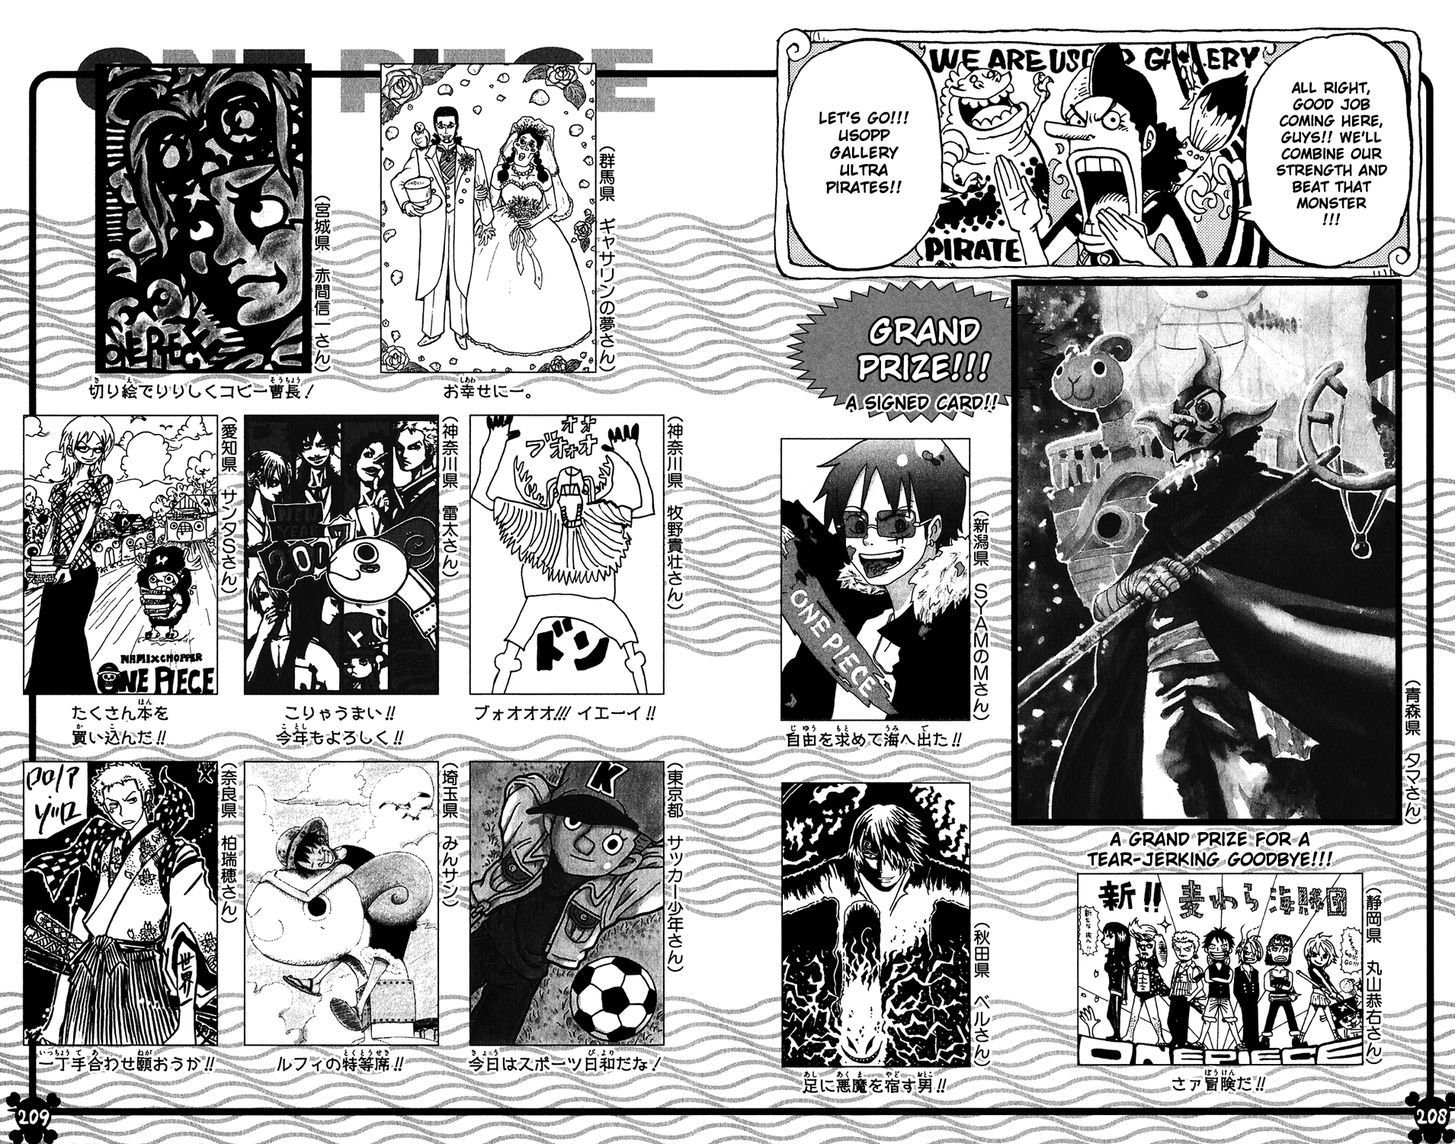 WE ARE USOPP GALLERY
PIRATE
ALL RIGHT,
GOOD JOB
COMING HERE,
GUYS!! WE'LL
COMBINE OUR
STRENGTH AND
BEAT THAT
MONSTER
!!!
LET'S GO!!!
USOPP
GALLERY
ULTRA
PIRATES!!
GRAND
PRIZE!!!
A SIGNED CARD!!
(青森県 タマさん)
A GRAND PRIZE FOR A
TEAR-JERKING GOODBYE!!!
ONE PIECE
(新潟県 SYAMのMさん)
自由を求めて海へ出た!!
新!! 麦わら海賊団
ONEPIECE
(静岡県 丸山恭右さん)
さァ冒険だ!!
(秋田県 ベルさん)
足に悪魔を宿す男!!
208
ONE PIECE
(群馬県 ギャサリンの夢さん)
お幸せにー。
ONE PIECE
(宮城県 赤間信一さん)
切り絵でりりしくコビー曹長!
ブォオォオォォ
ドン
(神奈川県 牧野貴壮さん)
ブォオオオ!!! イエーイ!!
NEW
2007
(神奈川県 雷太さん)
こりゃうまい!!
今年もよろしく!!
NAMI×CHOPPER
ONE PIECE
(愛知県 サンタSさん)
たくさん本を
買い込んだ!!
K
(東京都 サッカー少年さん)
今日はスポーツ日和だな!
(埼玉県 みんサン)
ルフィの特等席!!
世界一
(奈良県 柏瑞穂さん)
一丁手合わせ願おうか!!
209